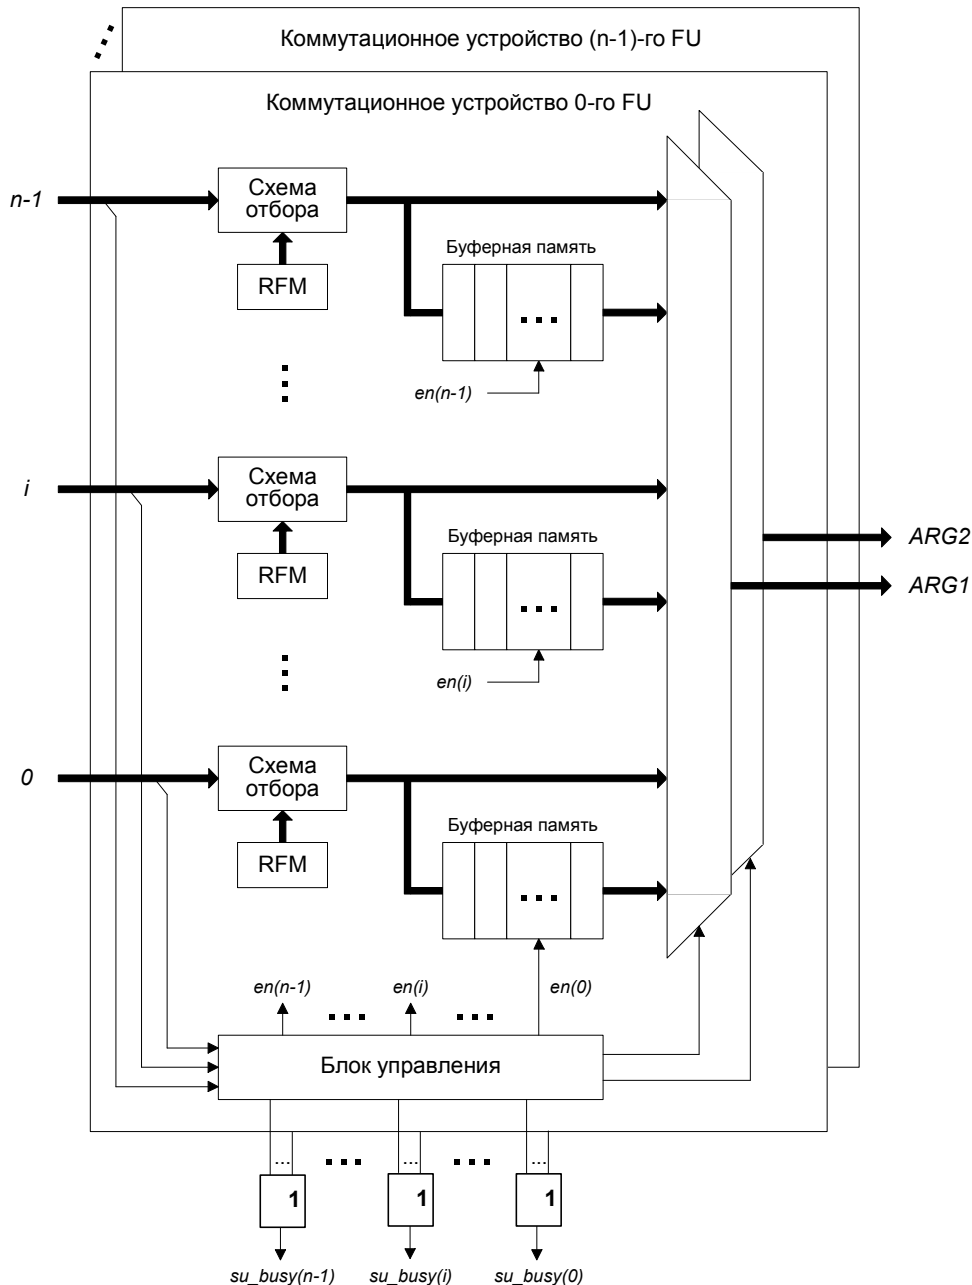 Коммутационное устройство (n-1)-го FU
Коммутационное устройство 0-го FU
n-1
Схема
отбора
RFM
Буферная память
en(n-1)
i
Схема
отбора
RFM
Буферная память
en(i)
ARG2
ARG1
0
Схема
отбора
RFM
Буферная память
en(n-1)
en(i)
en(0)
Блок управления
1
1
1
su_busy(n-1)
su_busy(i)
su_busy(0)